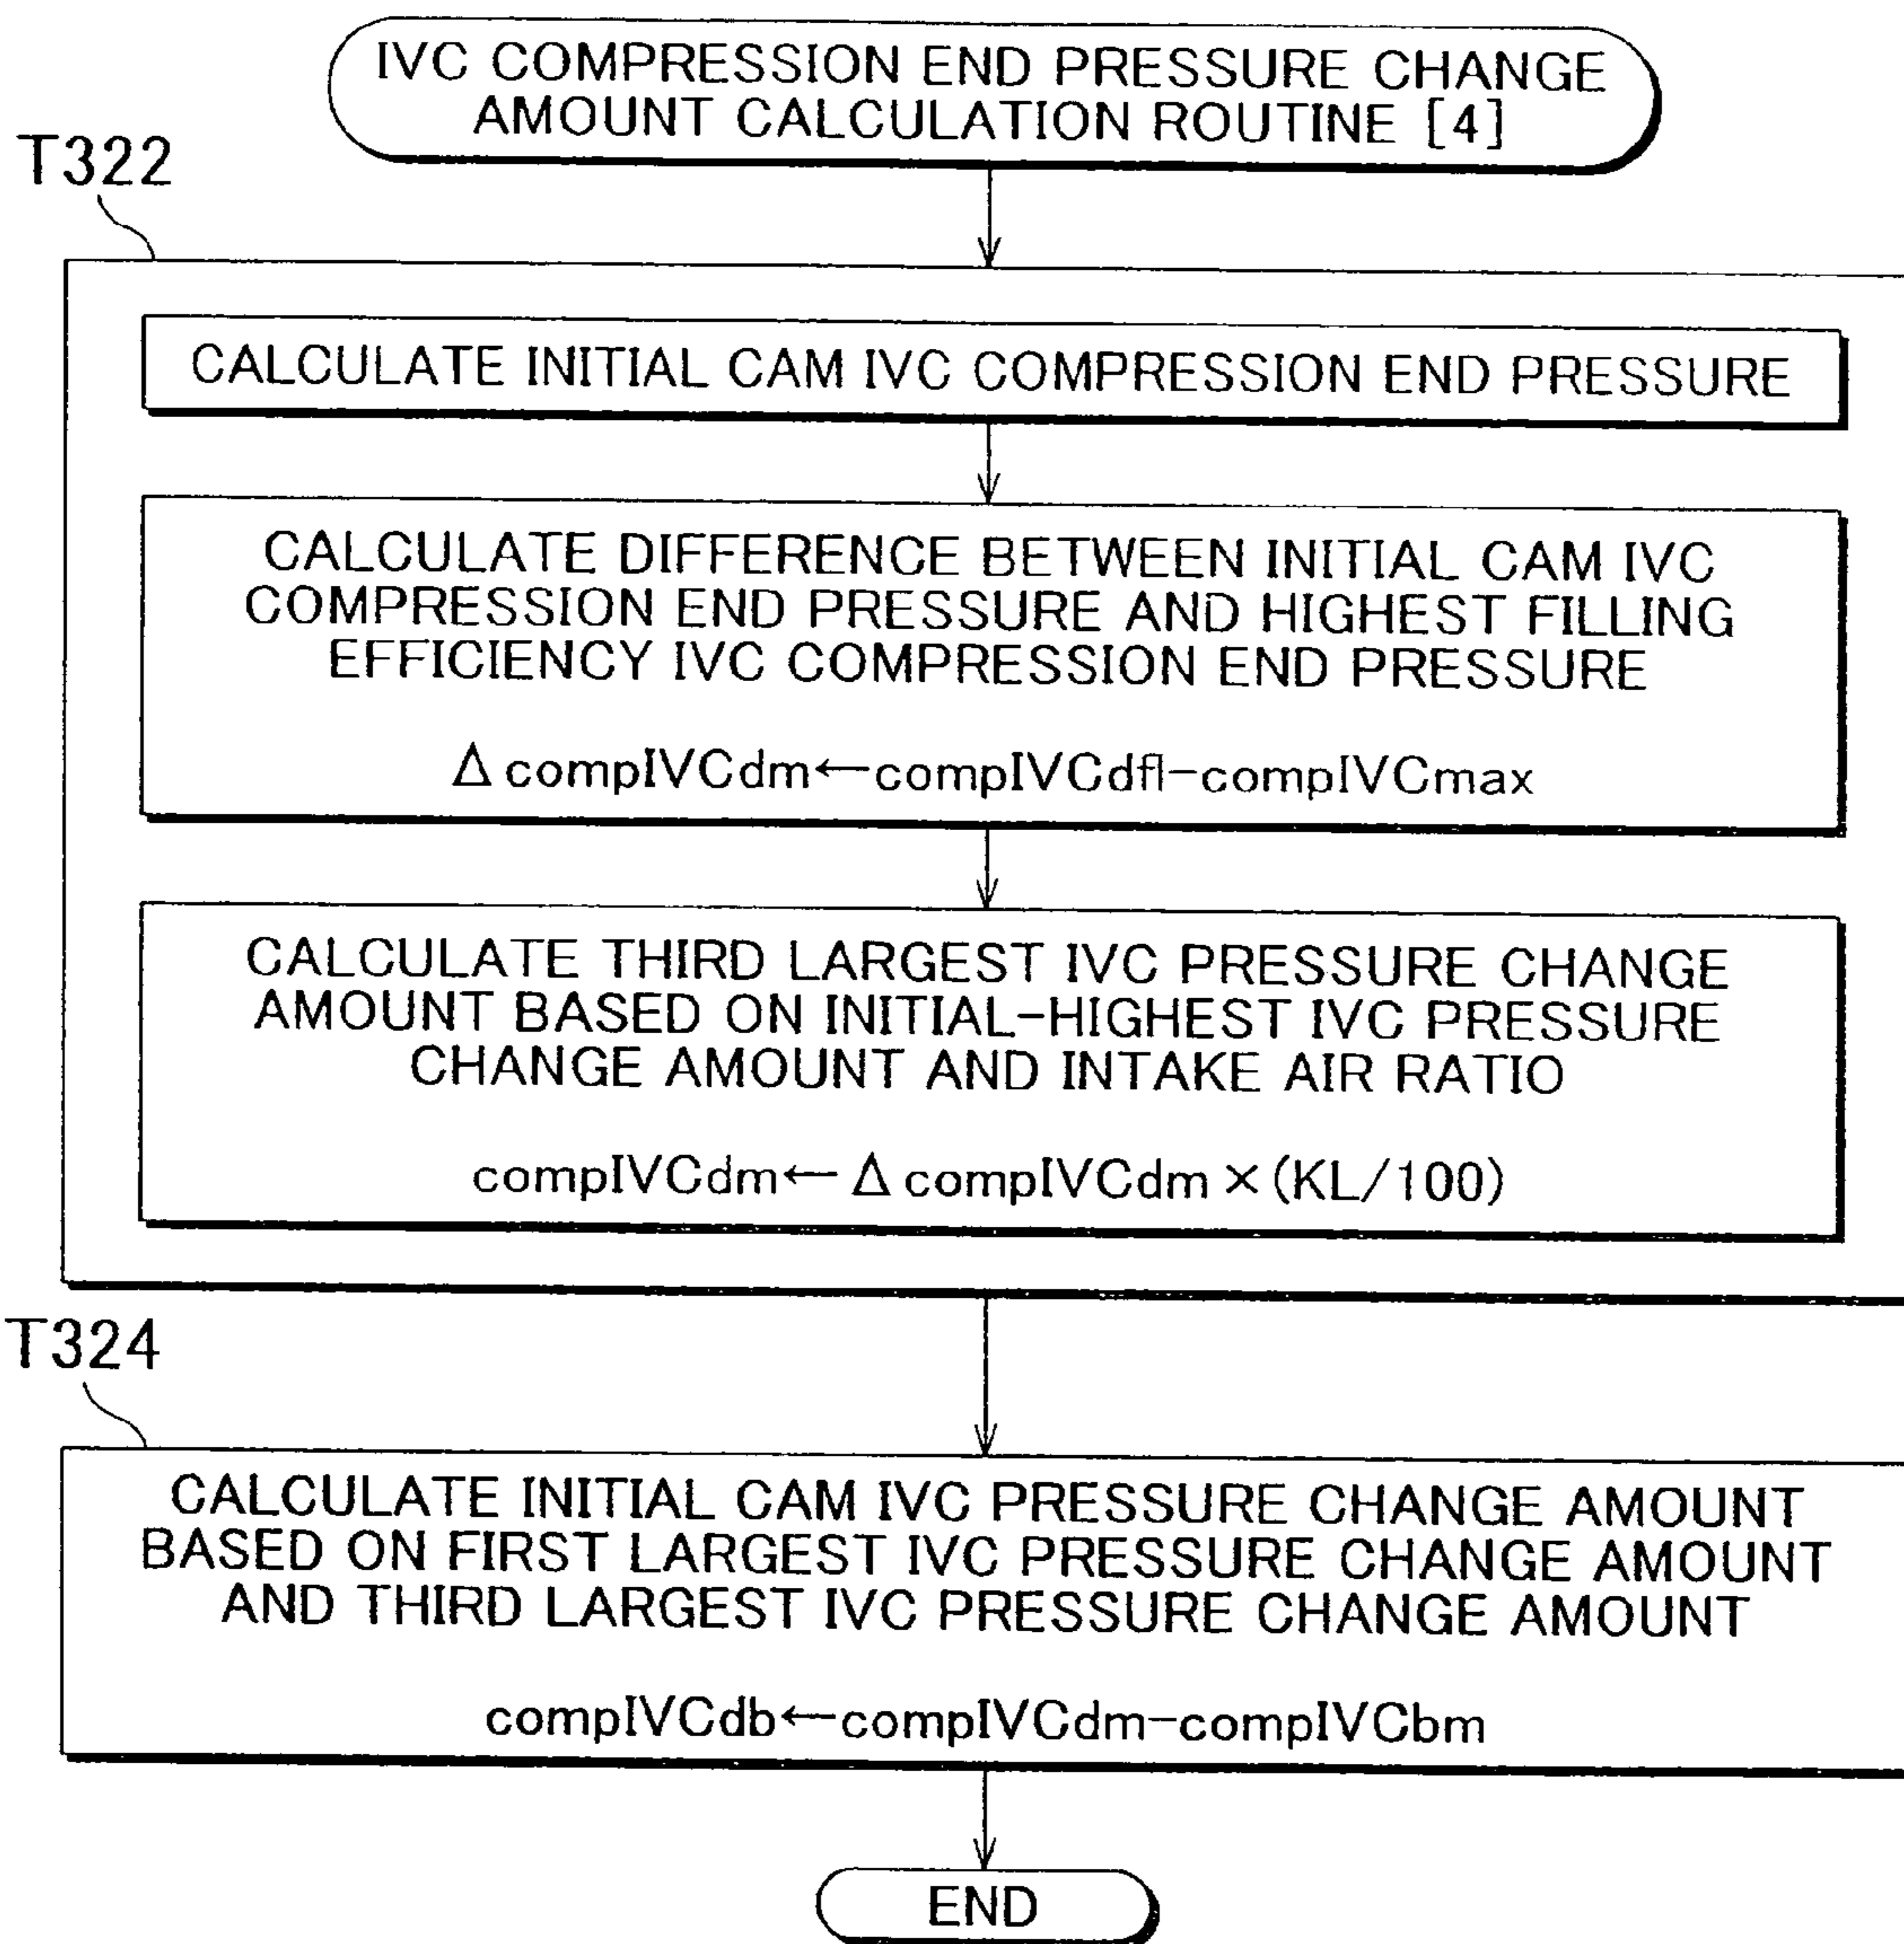 IVC COMPRESSION END PRESSURE CHANGE
AMOUNT CALCULATION ROUTINE [4]
T322
CALCULATE INITIAL CAM IVC COMPRESSION END PRESSURE
CALCULATE DIFFERENCE BETWEEN INITIAL CAM IVC
COMPRESSION END PRESSURE AND HIGHEST FILLING
EFFICIENCY IVC COMPRESSION END PRESSURE
Δ compIVCdm←compIVCdfl−compIVCmax
CALCULATE THIRD LARGEST IVC PRESSURE CHANGE
AMOUNT BASED ON INITIAL−HIGHEST IVC PRESSURE
CHANGE AMOUNT AND INTAKE AIR RATIO
compIVCdm← Δ compIVCdm × (KL/100)
T324
CALCULATE INITIAL CAM IVC PRESSURE CHANGE AMOUNT
BASED ON FIRST LARGEST IVC PRESSURE CHANGE AMOUNT
AND THIRD LARGEST IVC PRESSURE CHANGE AMOUNT
compIVCdb←compIVCdm−compIVCbm
END